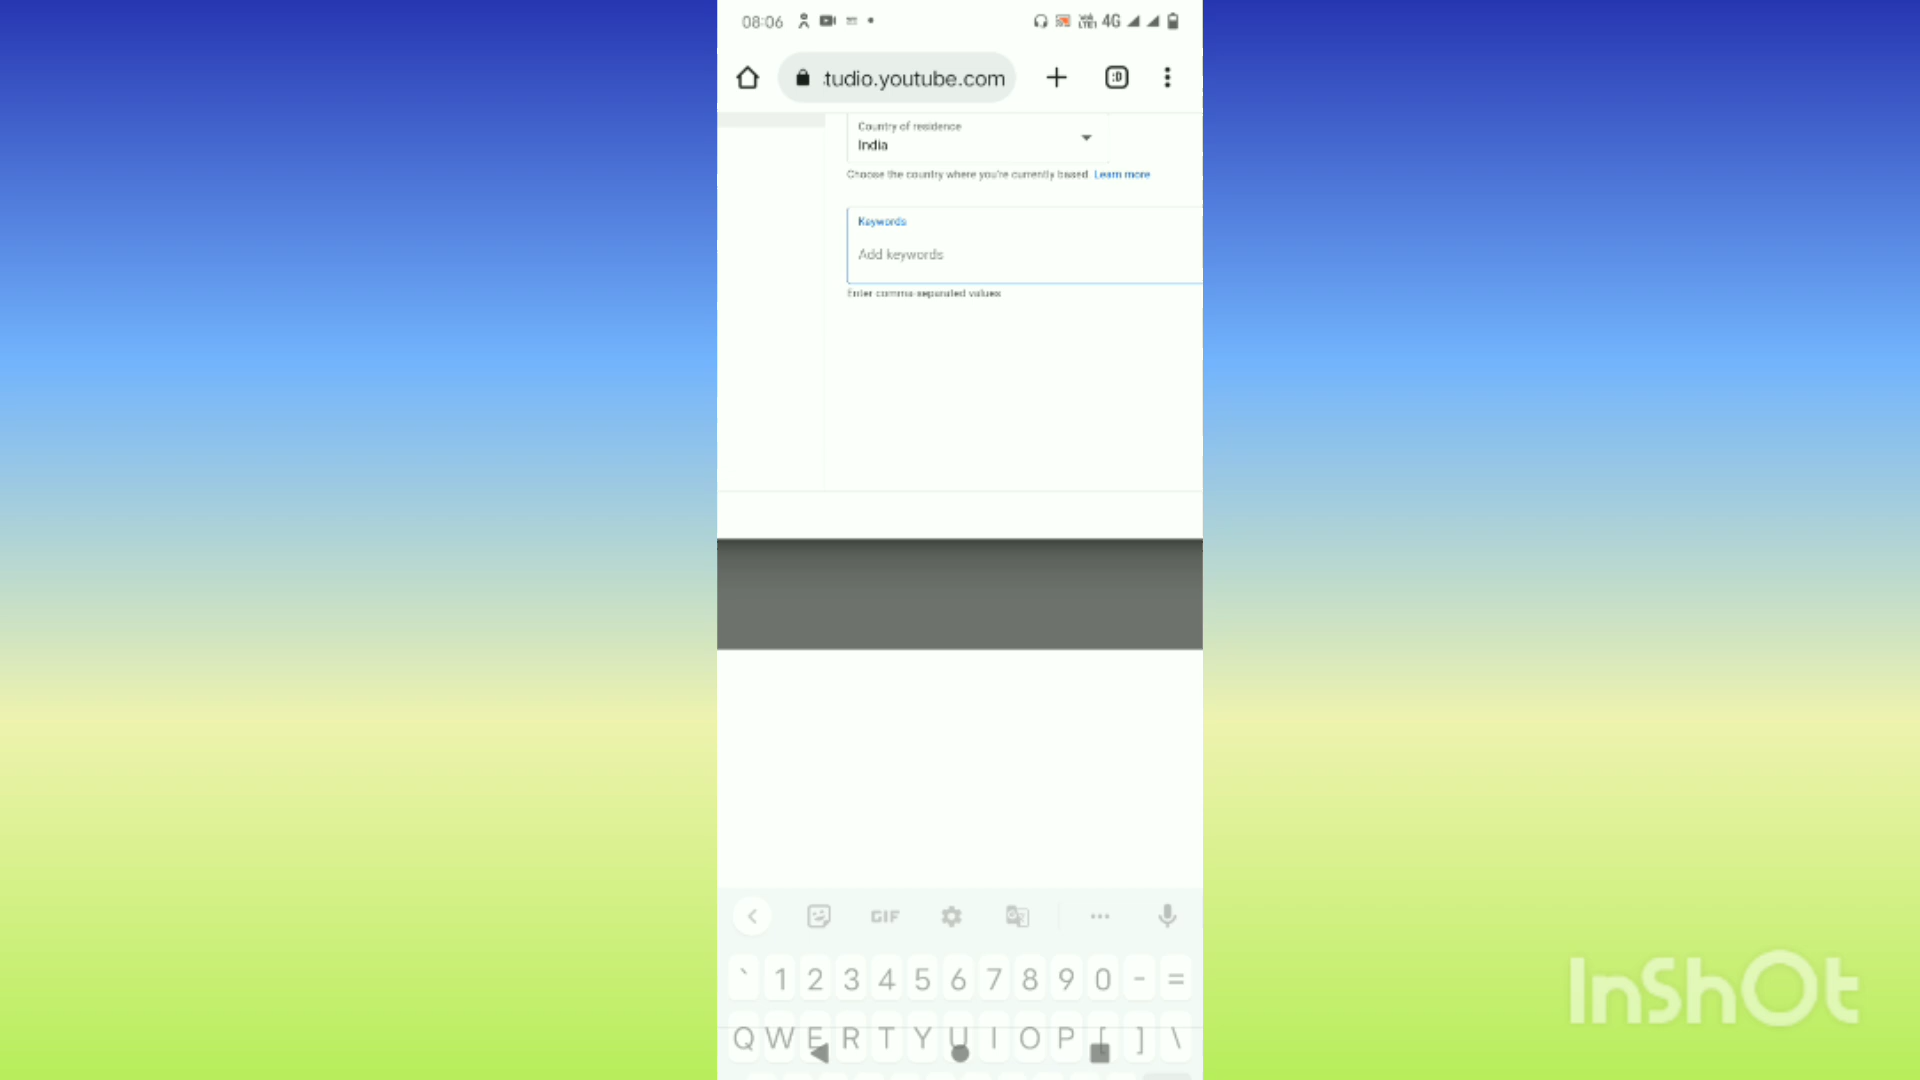 08:06 4G
tudio.youtube.com :D
Country of residence
India
Choose the country where you're currently based Learn more
Keywords
Add keywords
Enter comma-separated values
GIF
` 1 2 3 4 5 6 7 8 9 0 - =
Q W E R T Y U I O P [ ] \
InShOt